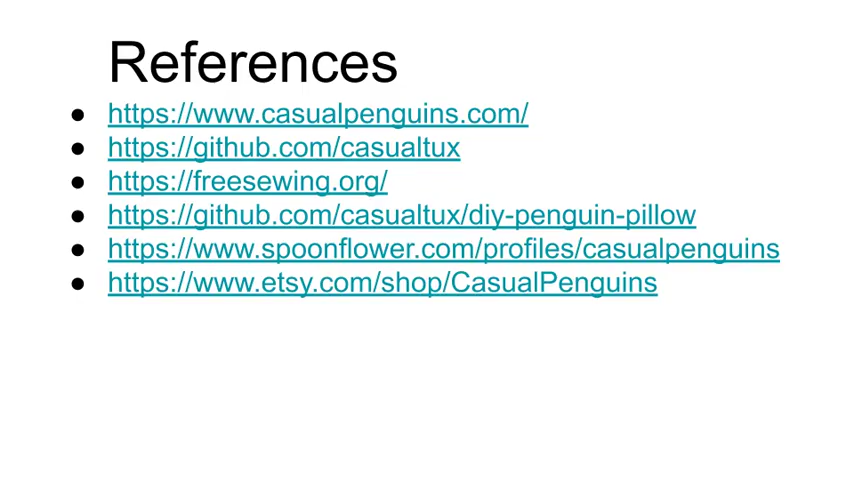 References
● https://www.casualpenguins.com/
● https://github.com/casualtux
● https://freesewing.org/
● https://github.com/casualtux/diy-penguin-pillow
● https://www.spoonflower.com/profiles/casualpenguins
● https://www.etsy.com/shop/CasualPenguins